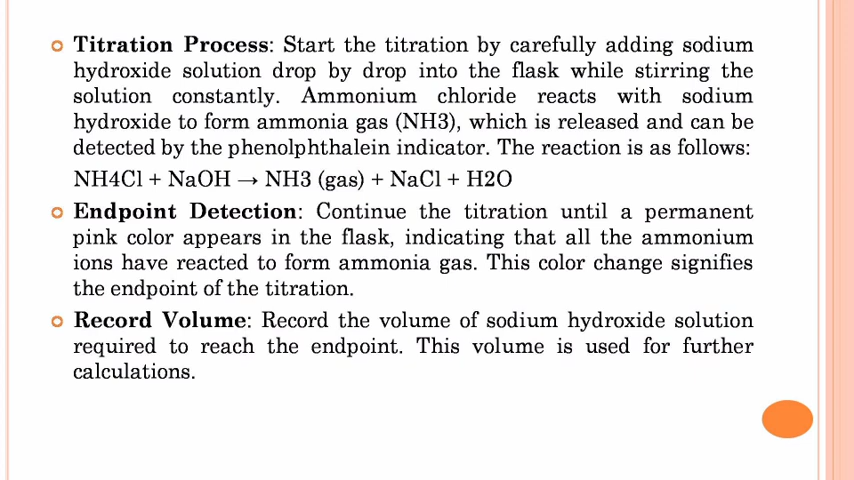 Titration Process: Start the titration by carefully adding sodium
hydroxide solution drop by drop into the flask while stirring the
solution constantly. Ammonium chloride reacts with sodium
hydroxide to form ammonia gas (NH3), which is released and can be
detected by the phenolphthalein indicator. The reaction is as follows:
NH4Cl + NaOH → NH3 (gas) + NaCl + H2O
Endpoint Detection: Continue the titration until a permanent
pink color appears in the flask, indicating that all the ammonium
ions have reacted to form ammonia gas. This color change signifies
the endpoint of the titration.
Record Volume: Record the volume of sodium hydroxide solution
required to reach the endpoint. This volume is used for further
calculations.